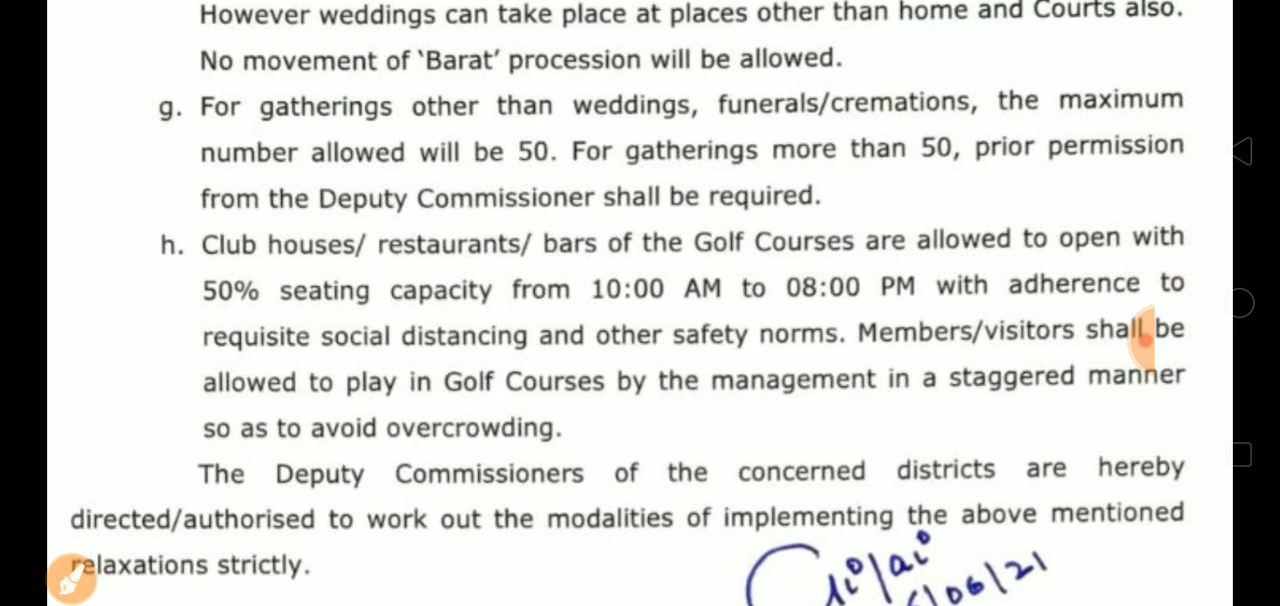 However weddings can take place at places other than home and Courts also.
No movement of ‘Barat’ procession will be allowed.
g. For gatherings other than weddings, funerals/cremations, the maximum
number allowed will be 50. For gatherings more than 50, prior permission
from the Deputy Commissioner shall be required.
h. Club houses/ restaurants/ bars of the Golf Courses are allowed to open with
50% seating capacity from 10:00 AM to 08:00 PM with adherence to
requisite social distancing and other safety norms. Members/visitors shall be
allowed to play in Golf Courses by the management in a staggered manner
so as to avoid overcrowding.
The Deputy Commissioners of the concerned districts are hereby
directed/authorised to work out the modalities of implementing the above mentioned
relaxations strictly.
/06/21